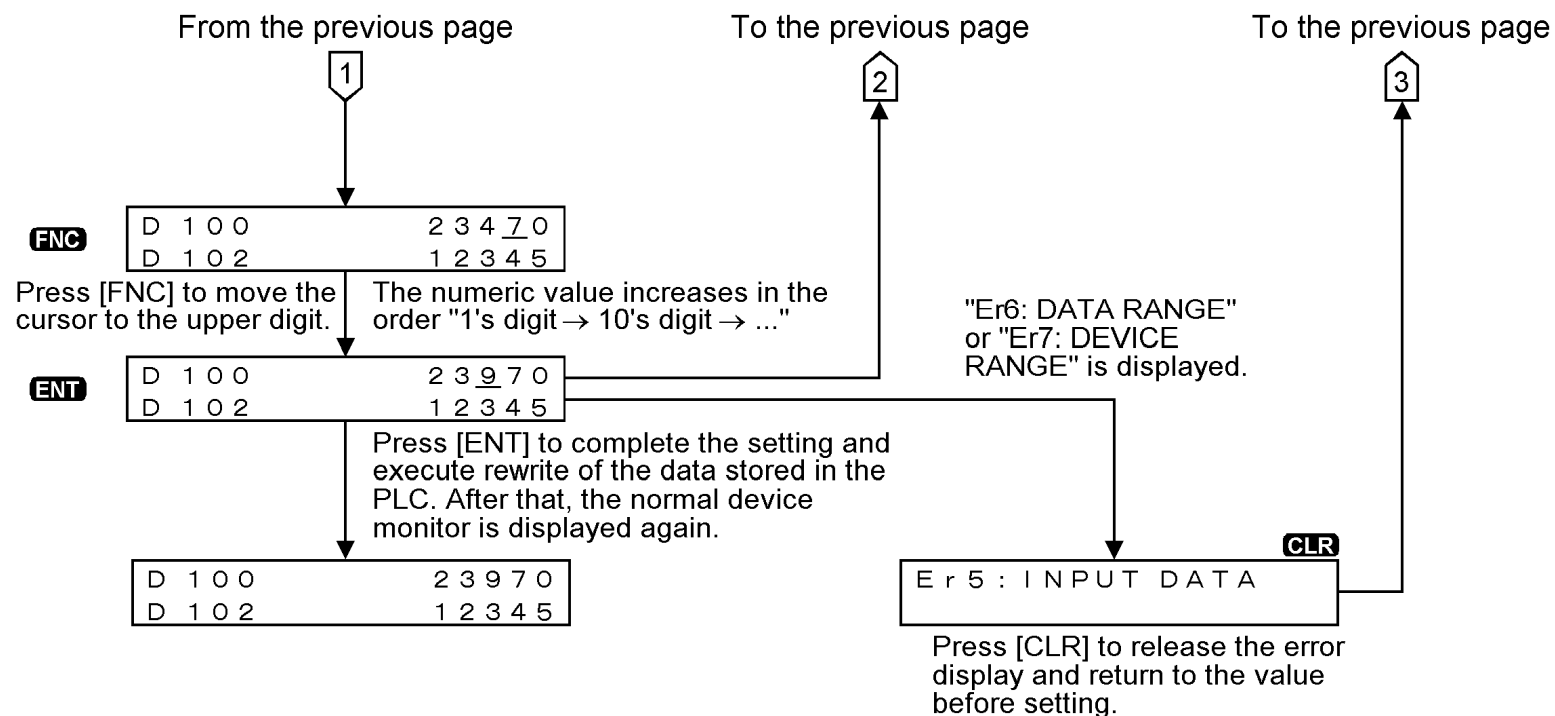 From the previous page
To the previous page
To the previous page
1
2
3
FNC
D 100 23470
D 102 12345
Press [FNC] to move the
cursor to the upper digit.
The numeric value increases in the
order "1's digit → 10's digit → ..."
"Er6: DATA RANGE"
or "Er7: DEVICE
RANGE" is displayed.
ENT
D 100 23970
D 102 12345
Press [ENT] to complete the setting and
execute rewrite of the data stored in the
PLC. After that, the normal device
monitor is displayed again.
D 100 23970
D 102 12345
CLR
Er5: INPUT DATA
Press [CLR] to release the error
display and return to the value
before setting.